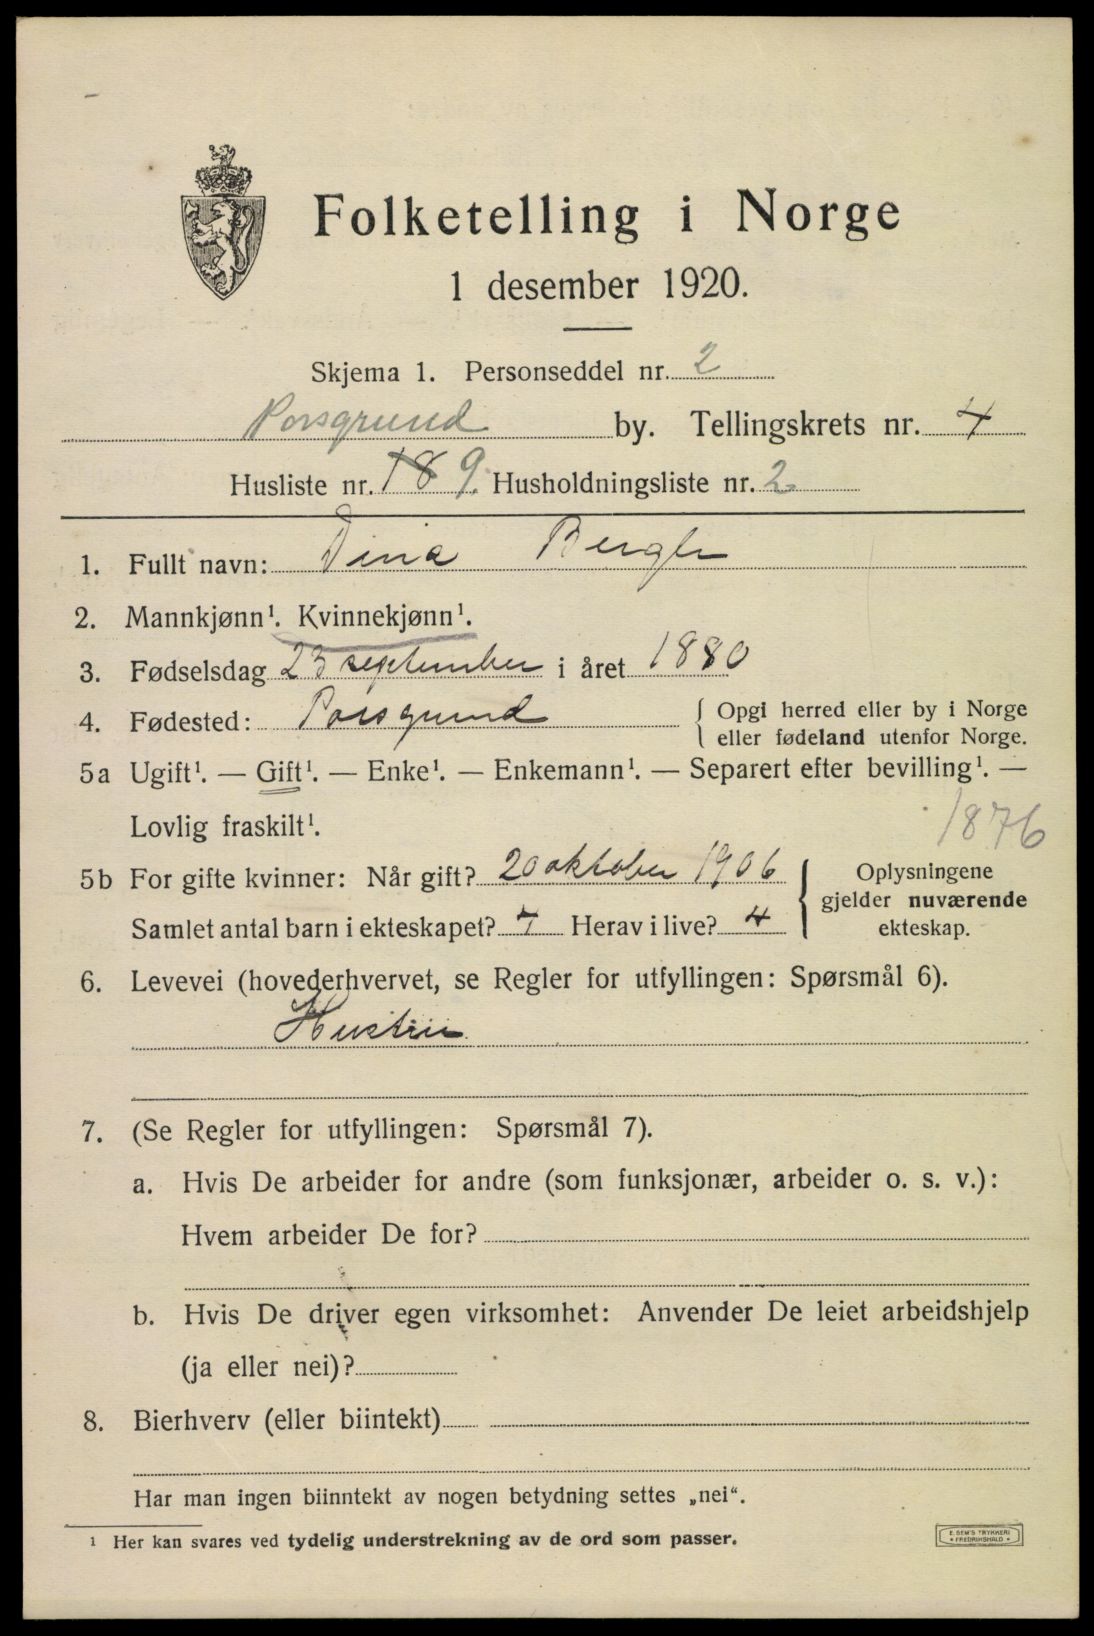 Folketelling i Norge
1 desember 1920.
Skjema 1. Personseddel nr. 2
Porsgrund by. Tellingskrets nr. 4
Husliste nr. 189. Husholdningsliste nr. 2
1. Fullt navn: Dina
2. Mannkjønn¹. Kvinnekjønn¹.
3. Fødselsdag 23 september i året 1880
4. Fødested: Porsgrund { Opgi herred eller by i Norge
eller fødeland utenfor Norge.
5a Ugift¹. — Gift¹. — Enke¹. — Enkemann¹. — Separert efter bevilling¹. —
Lovlig fraskilt¹.
1876
5b For gifte kvinner: Når gift? 20 oktober 1906 { Oplysningene
gjelder nuværende
Samlet antal barn i ekteskapet? 7 Herav i live? 4 ekteskap.
6. Levevei (hovederhvervet, se Regler for utfyllingen: Spørsmål 6).
Hustru
7. (Se Regler for utfyllingen: Spørsmål 7).
a. Hvis De arbeider for andre (som funksjonær, arbeider o. s. v.):
Hvem arbeider De for?
b. Hvis De driver egen virksomhet: Anvender De leiet arbeidshjelp
(ja eller nei)?
8. Bierhverv (eller biintekt)
Har man ingen biinntekt av nogen betydning settes „nei“.
¹ Her kan svares ved tydelig understrekning av de ord som passer.
E. SEM'S TRYKKERI
• FREDRIKSHALD •